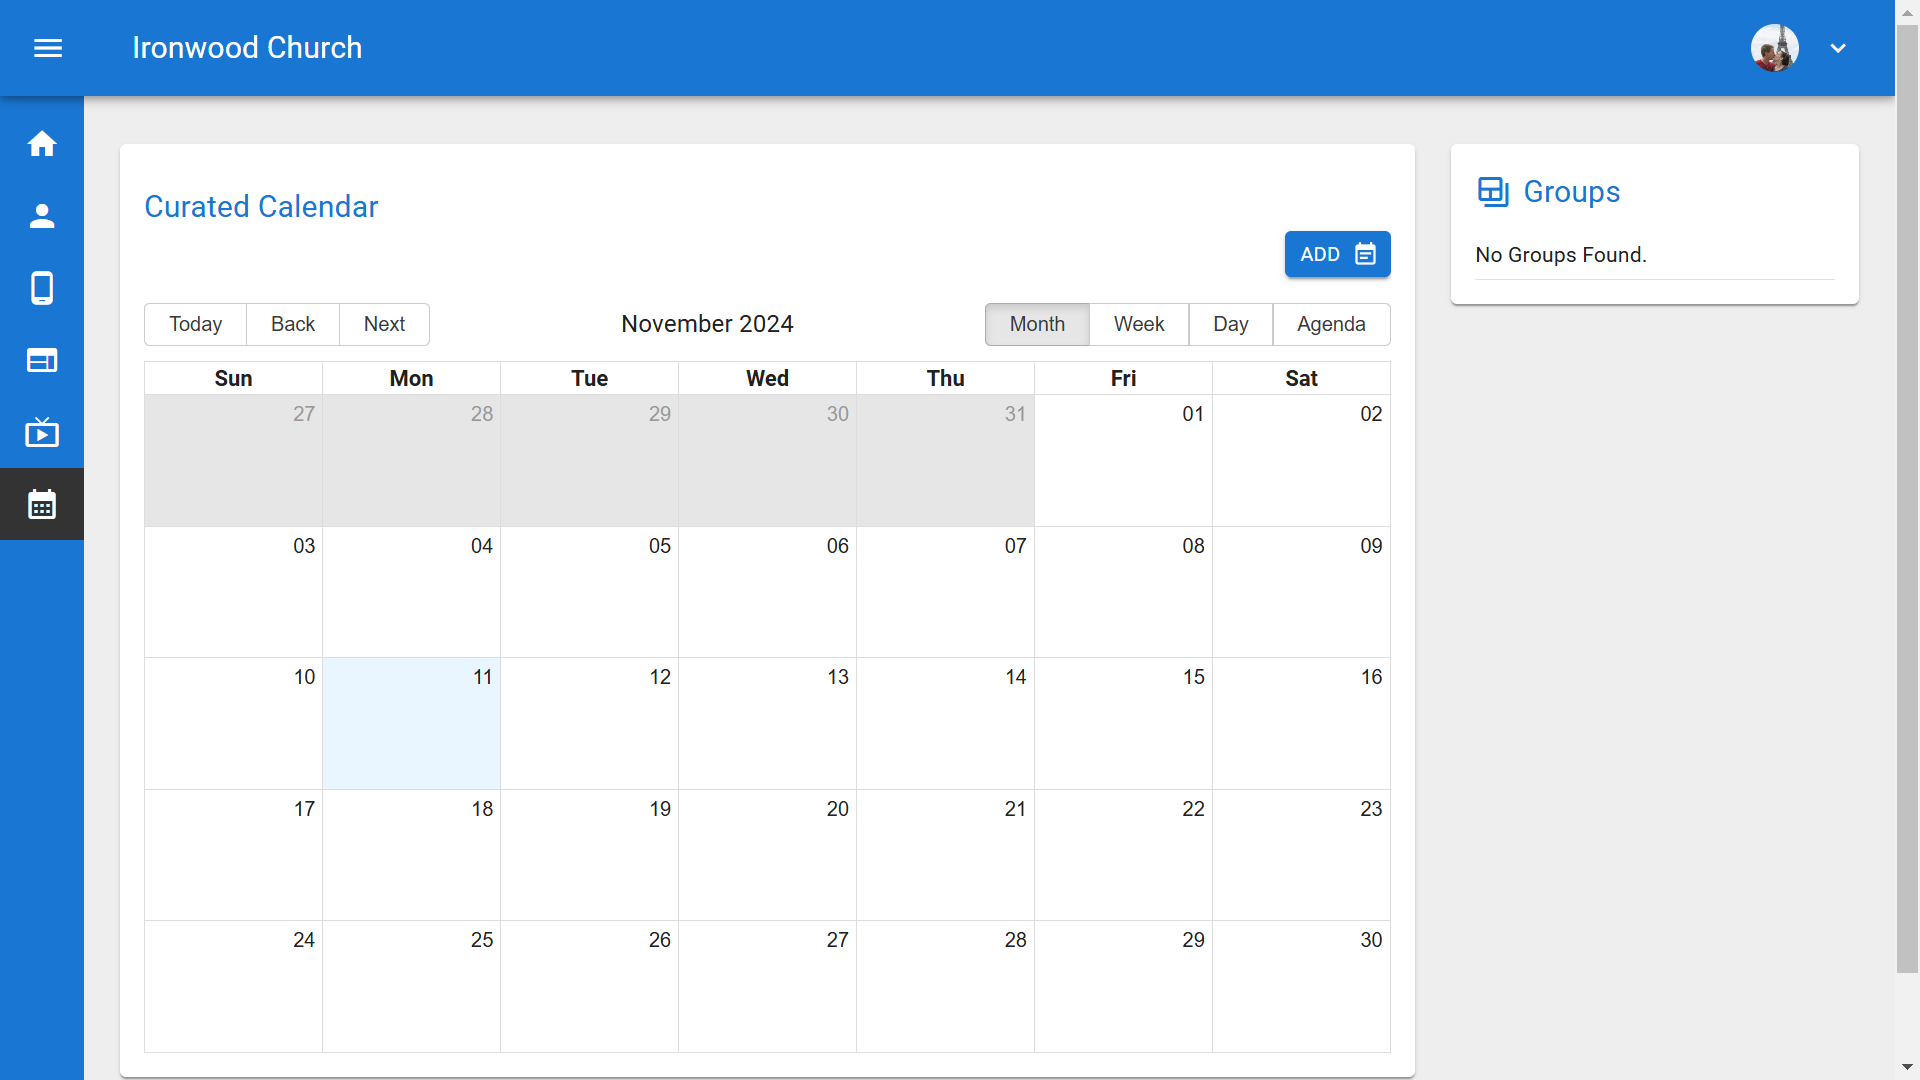 Ironwood Church
Curated Calendar
Groups
ADD
No Groups Found.
Today Back Next November 2024 Month Week Day Agenda
Sun Mon Tue Wed Thu Fri Sat
27 28 29 30 31 01 02
03 04 05 06 07 08 09
10 11 12 13 14 15 16
17 18 19 20 21 22 23
24 25 26 27 28 29 30